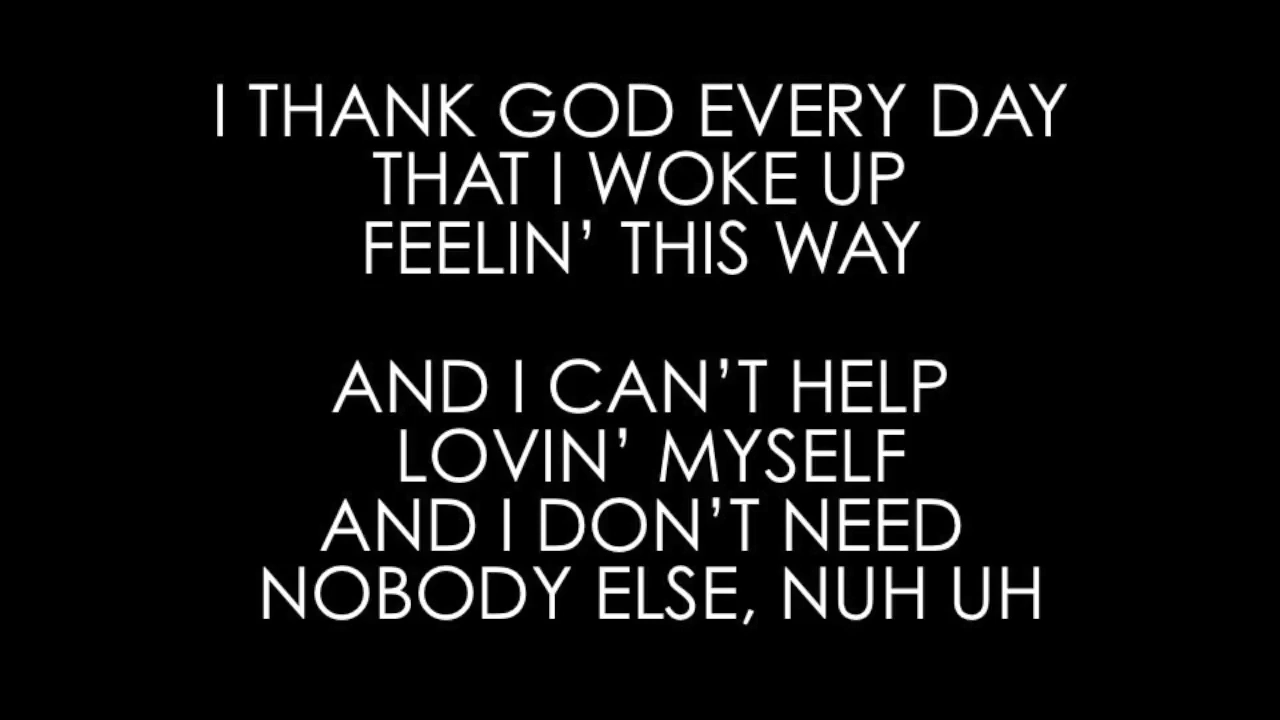 I THANK GOD EVERY DAY
THAT I WOKE UP
FEELIN’ THIS WAY
AND I CAN’T HELP
LOVIN’ MYSELF
AND I DON’T NEED
NOBODY ELSE, NUH UH